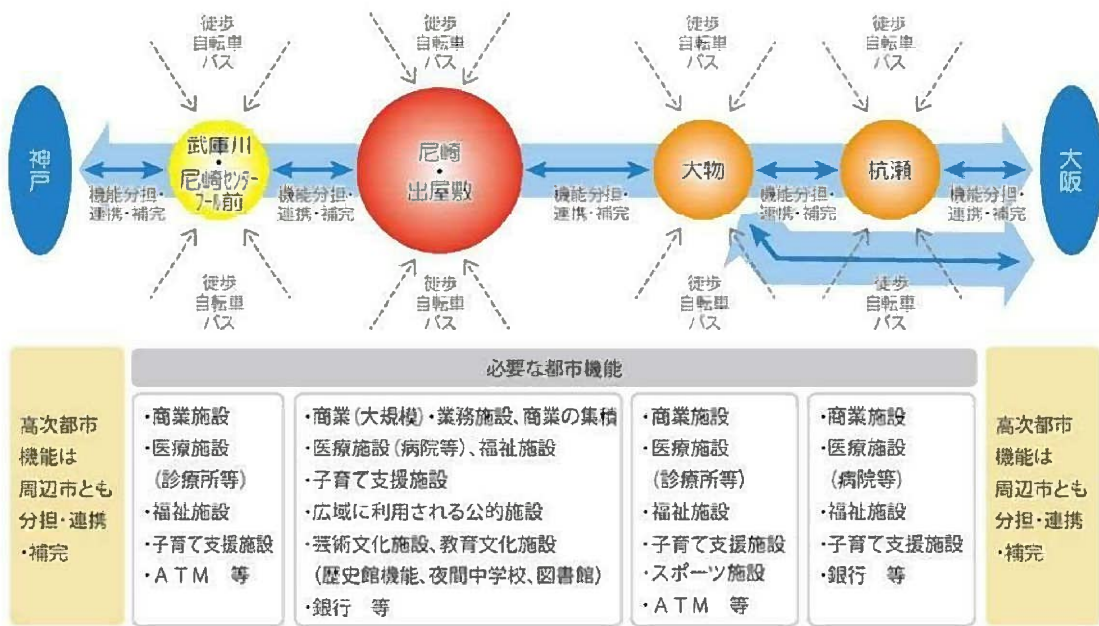 徒歩
自転車
バス
徒歩
自転車
バス
徒歩
自転車
バス
徒歩
自転車
バス
神戸
武庫川
・
尼崎センター
プール前
尼崎
・
出屋敷
大物
杭瀬
大阪
機能分担・
連携・補完
機能分担・
連携・補完
機能分担・
連携・補完
機能分担・
連携・補完
機能分担・
連携・補完
徒歩
自転車
バス
徒歩
自転車
バス
徒歩
自転車
バス
徒歩
自転車
バス
必要な都市機能
高次都市
機能は
周辺市とも
分担・連携
・補完
・商業施設
・医療施設
(診療所等)
・福祉施設
・子育て支援施設
・ATM 等
・商業(大規模)・業務施設、商業の集積
・医療施設(病院等)、福祉施設
・子育て支援施設
・広域に利用される公的施設
・芸術文化施設、教育文化施設
(歴史館機能、夜間中学校、図書館)
・銀行 等
・商業施設
・医療施設
(診療所等)
・福祉施設
・子育て支援施設
・スポーツ施設
・ATM 等
・商業施設
・医療施設
(病院等)
・福祉施設
・子育て支援施設
・銀行 等
高次都市
機能は
周辺市とも
分担・連携
・補完